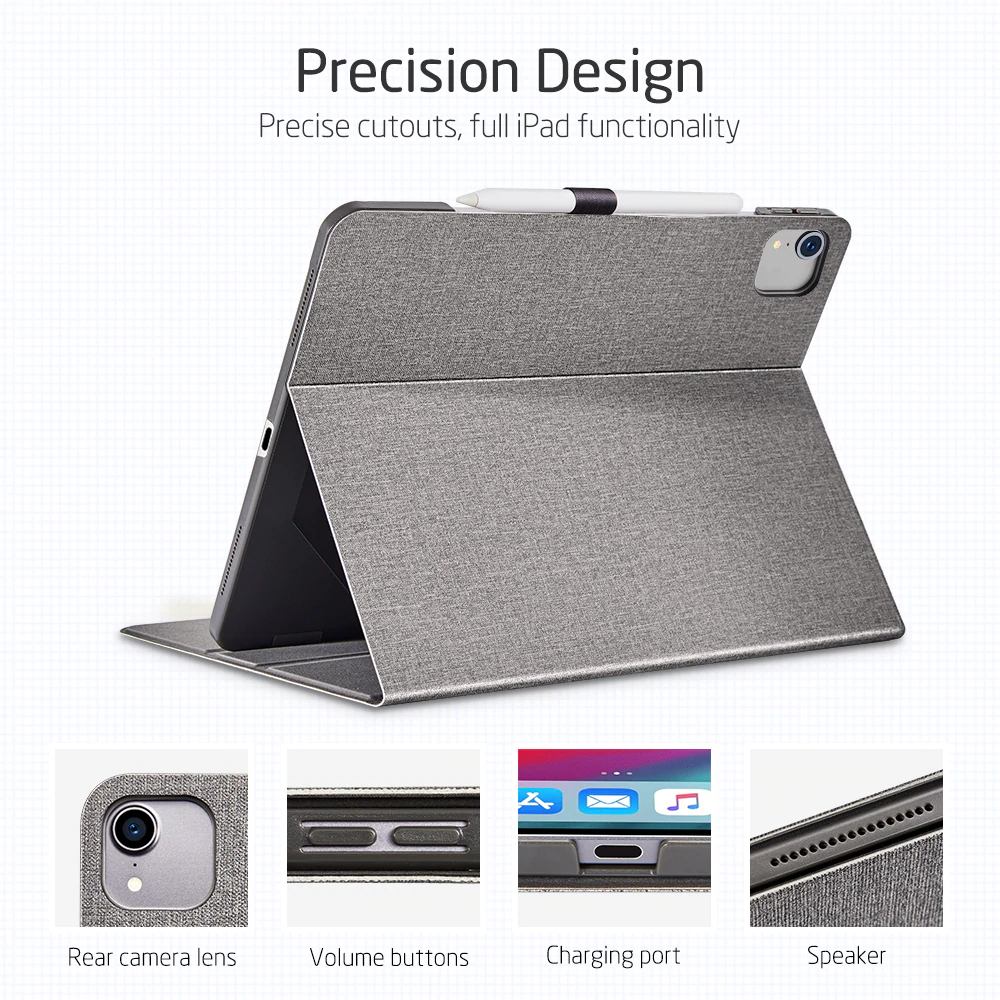 Precision Design
Precise cutouts, full iPad functionality
Rear camera lens
Volume buttons
Charging port
Speaker